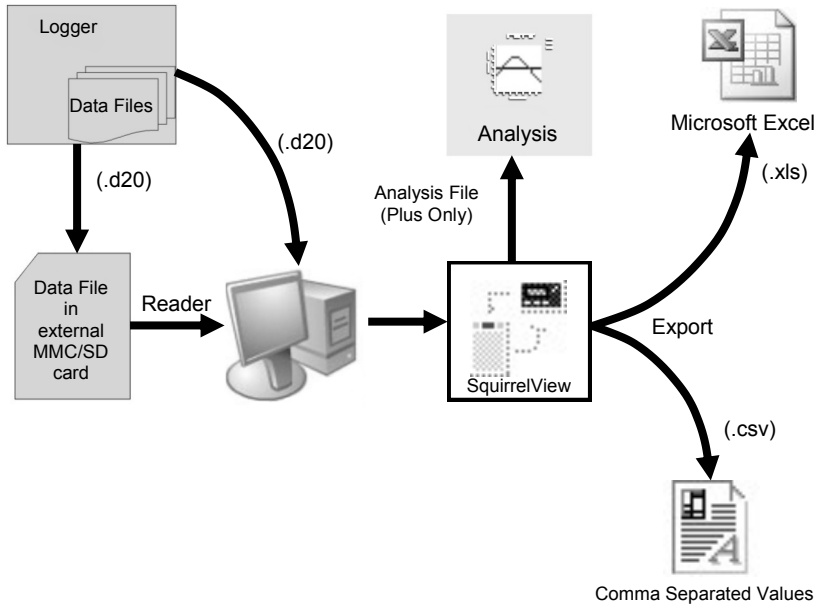 Logger
Data Files
(.d20)
(.d20)
Data File
in
external
MMC/SD
card
Reader
Analysis
Analysis File
(Plus Only)
SquirrelView
Export
Microsoft Excel
(.xls)
(.csv)
Comma Separated Values